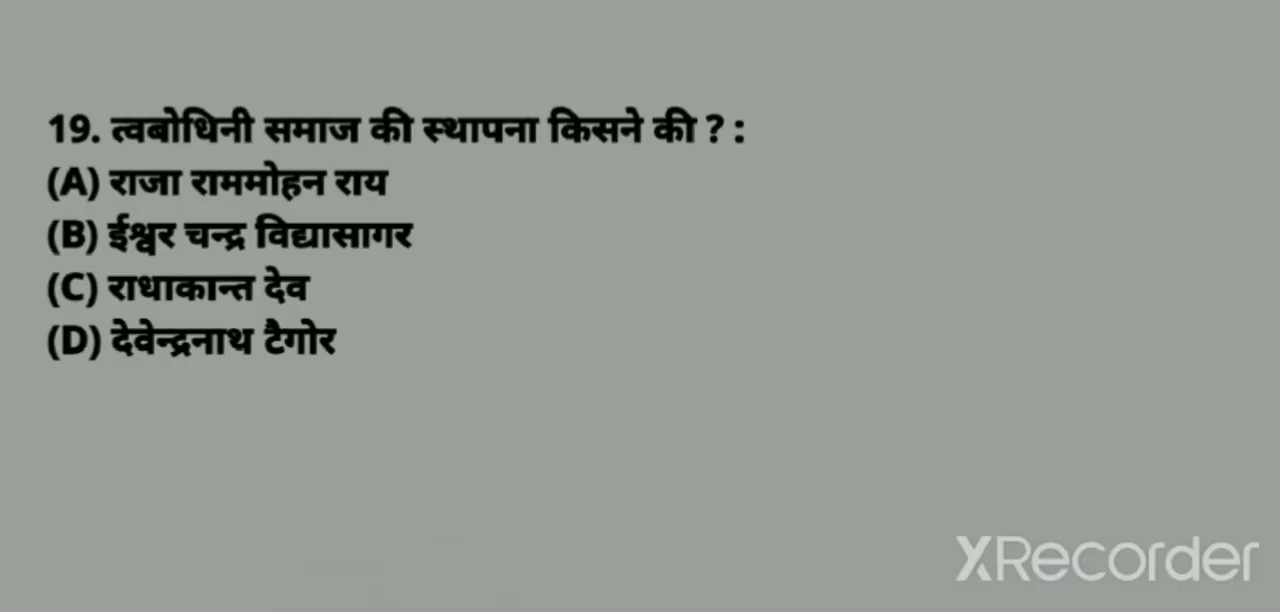 19. त्वबोधिनी समाज की स्थापना किसने की ? :
(A) राजा राममोहन राय
(B) ईश्वर चन्द्र विद्यासागर
(C) राधाकान्त देव
(D) देवेन्द्रनाथ टैगोर
XRecorder